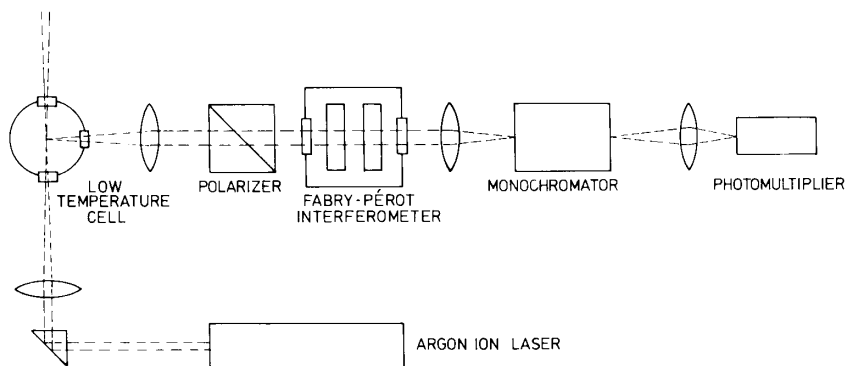 LOW
TEMPERATURE
CELL
POLARIZER
FABRY-PÉROT
INTERFEROMETER
MONOCHROMATOR
PHOTOMULTIPLIER
ARGON ION LASER